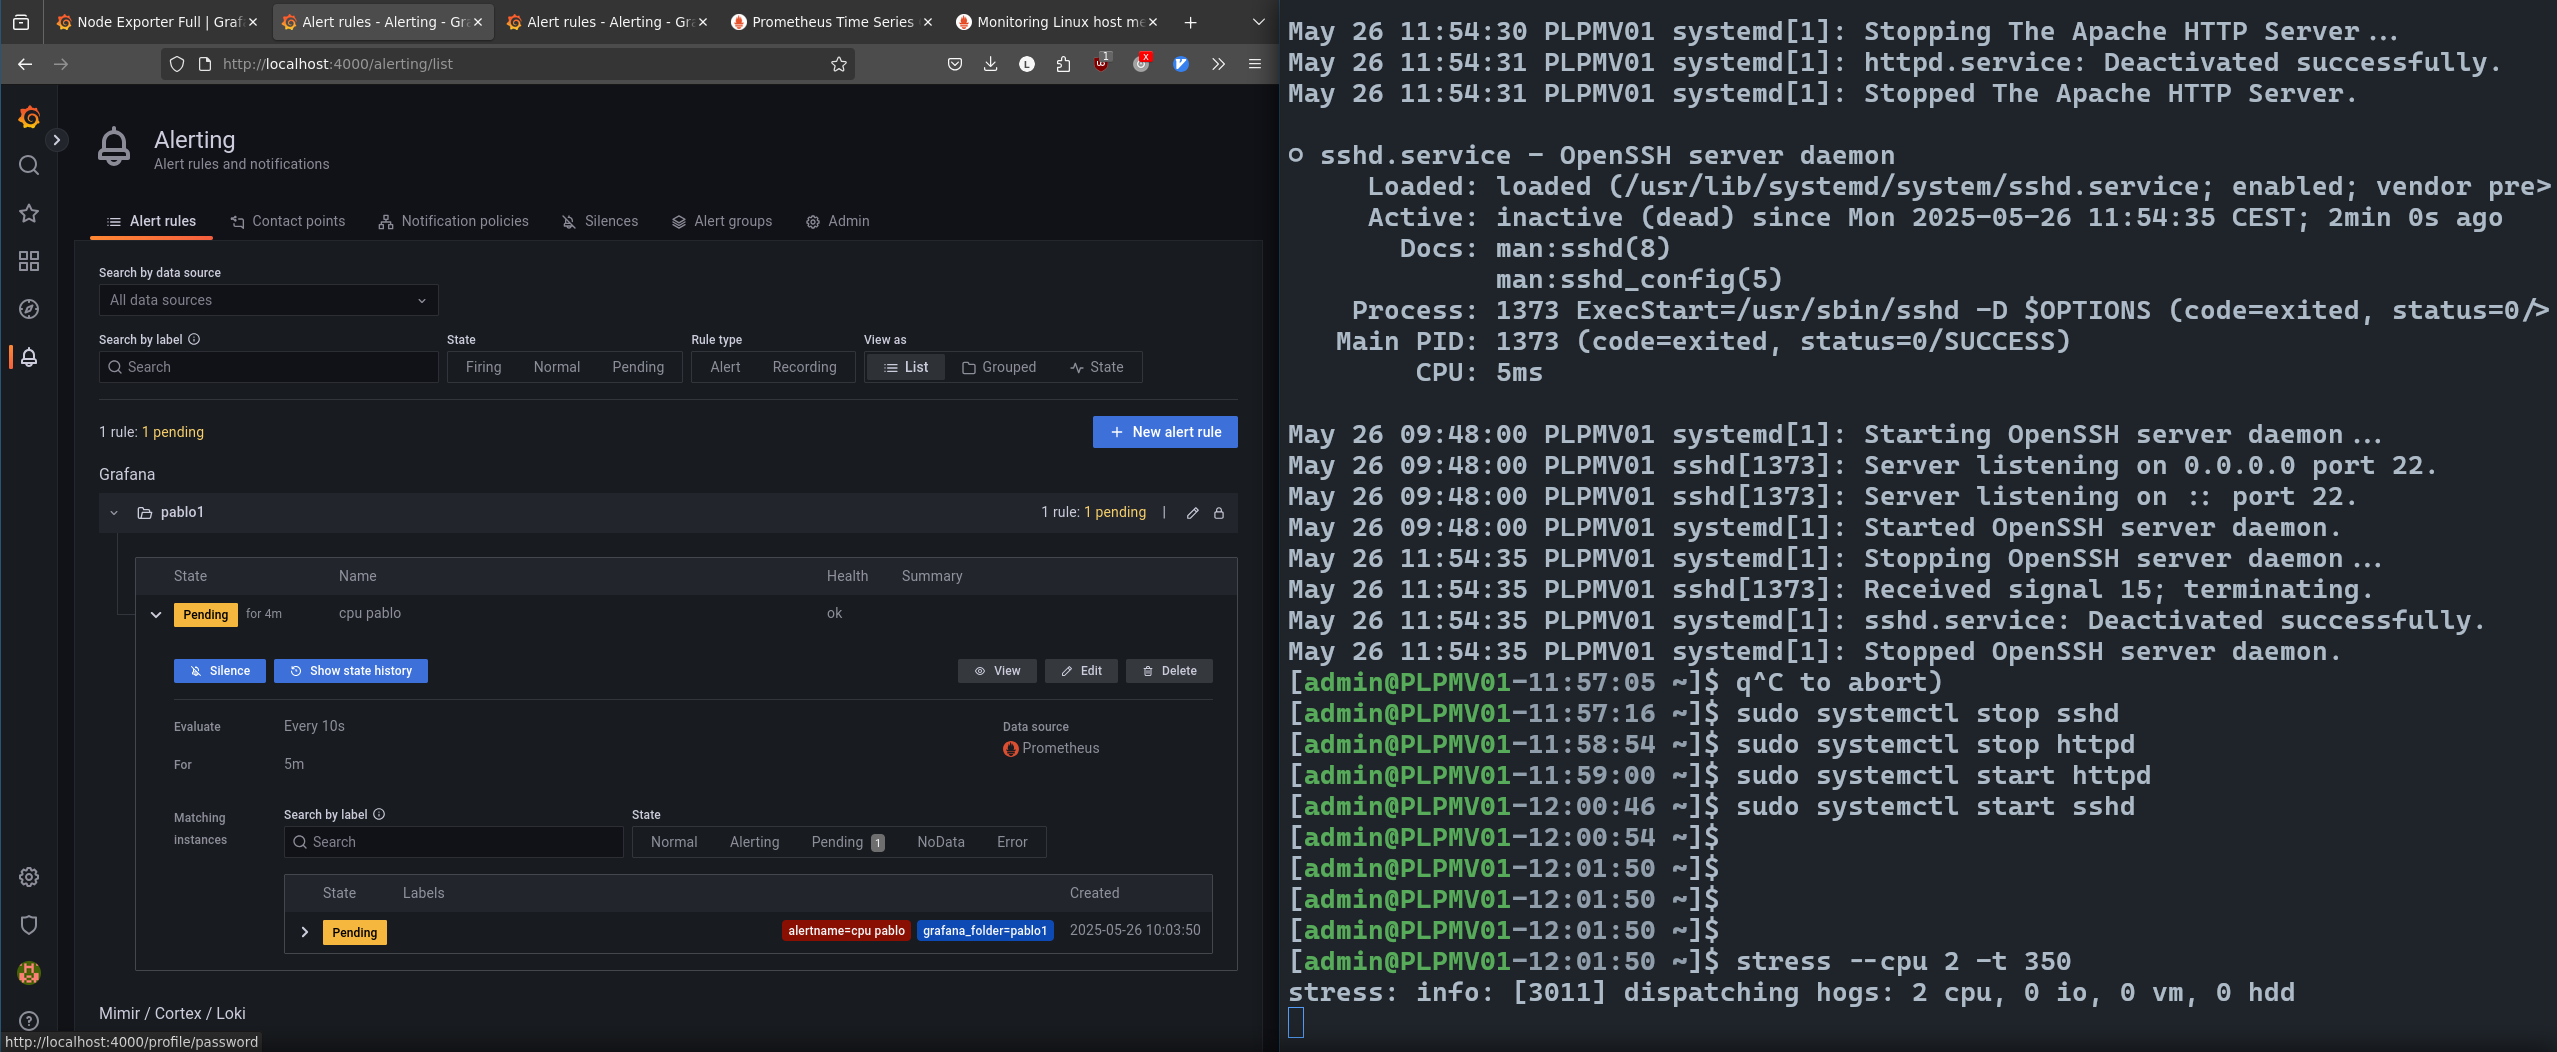 Node Exporter Full | Graf
Alert rules - Alerting - Gra
Alert rules - Alerting - Gra
Prometheus Time Series
Monitoring Linux host me
http://localhost:4000/alerting/list
L
1
x
Alerting
Alert rules and notifications
Alert rules
Contact points
Notification policies
Silences
Alert groups
Admin
Search by data source
All data sources
Search by label
State
Rule type
View as
Search
Firing
Normal
Pending
Alert
Recording
List
Grouped
State
1 rule: 1 pending
New alert rule
Grafana
pablo1
1 rule: 1 pending
|
State
Name
Health
Summary
Pending
for 4m
cpu pablo
ok
Silence
Show state history
View
Edit
Delete
Evaluate
Every 10s
Data source
Prometheus
For
5m
Matching
instances
Search by label
State
Search
Normal
Alerting
Pending 1
NoData
Error
State
Labels
Created
Pending
alertname=cpu pablo
grafana_folder=pablo1
2025-05-26 10:03:50
Mimir / Cortex / Loki
http://localhost:4000/profile/password
May 26 11:54:30 PLPMV01 systemd[1]: Stopping The Apache HTTP Server...
May 26 11:54:31 PLPMV01 systemd[1]: httpd.service: Deactivated successfully.
May 26 11:54:31 PLPMV01 systemd[1]: Stopped The Apache HTTP Server.
○ sshd.service - OpenSSH server daemon
Loaded: loaded (/usr/lib/systemd/system/sshd.service; enabled; vendor pre>
Active: inactive (dead) since Mon 2025-05-26 11:54:35 CEST; 2min 0s ago
Docs: man:sshd(8)
man:sshd_config(5)
Process: 1373 ExecStart=/usr/sbin/sshd -D $OPTIONS (code=exited, status=0/>
Main PID: 1373 (code=exited, status=0/SUCCESS)
CPU: 5ms
May 26 09:48:00 PLPMV01 systemd[1]: Starting OpenSSH server daemon...
May 26 09:48:00 PLPMV01 sshd[1373]: Server listening on 0.0.0.0 port 22.
May 26 09:48:00 PLPMV01 sshd[1373]: Server listening on :: port 22.
May 26 09:48:00 PLPMV01 systemd[1]: Started OpenSSH server daemon.
May 26 11:54:35 PLPMV01 systemd[1]: Stopping OpenSSH server daemon...
May 26 11:54:35 PLPMV01 sshd[1373]: Received signal 15; terminating.
May 26 11:54:35 PLPMV01 systemd[1]: sshd.service: Deactivated successfully.
May 26 11:54:35 PLPMV01 systemd[1]: Stopped OpenSSH server daemon.
[admin@PLPMV01-11:57:05 ~]$ q^C to abort)
[admin@PLPMV01-11:57:16 ~]$ sudo systemctl stop sshd
[admin@PLPMV01-11:58:54 ~]$ sudo systemctl stop httpd
[admin@PLPMV01-11:59:00 ~]$ sudo systemctl start httpd
[admin@PLPMV01-12:00:46 ~]$ sudo systemctl start sshd
[admin@PLPMV01-12:00:54 ~]$
[admin@PLPMV01-12:01:50 ~]$
[admin@PLPMV01-12:01:50 ~]$
[admin@PLPMV01-12:01:50 ~]$
[admin@PLPMV01-12:01:50 ~]$ stress --cpu 2 -t 350
stress: info: [3011] dispatching hogs: 2 cpu, 0 io, 0 vm, 0 hdd